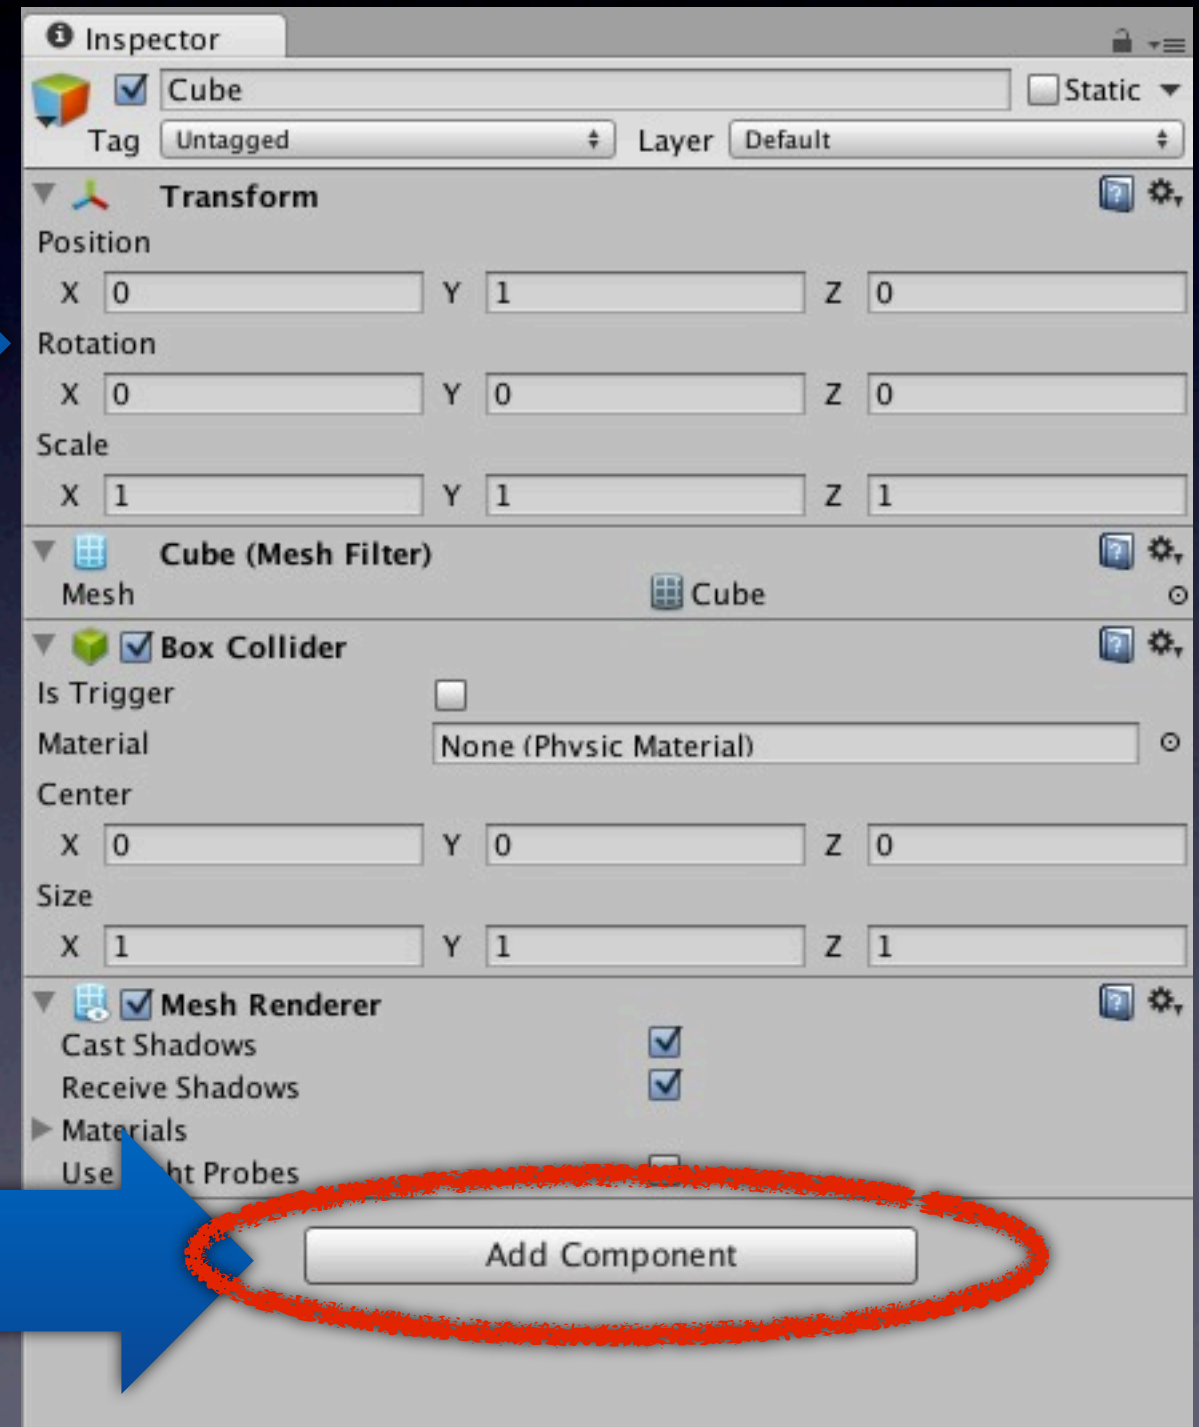 Inspector
Cube Static
Tag Untagged Layer Default
Transform
Position
X 0 Y 1 Z 0
Rotation
X 0 Y 0 Z 0
Scale
X 1 Y 1 Z 1
Cube (Mesh Filter)
Mesh Cube
Box Collider
Is Trigger
Material None (Physic Material)
Center
X 0 Y 0 Z 0
Size
X 1 Y 1 Z 1
Mesh Renderer
Cast Shadows
Receive Shadows
Materials
Use Probes
Add Component